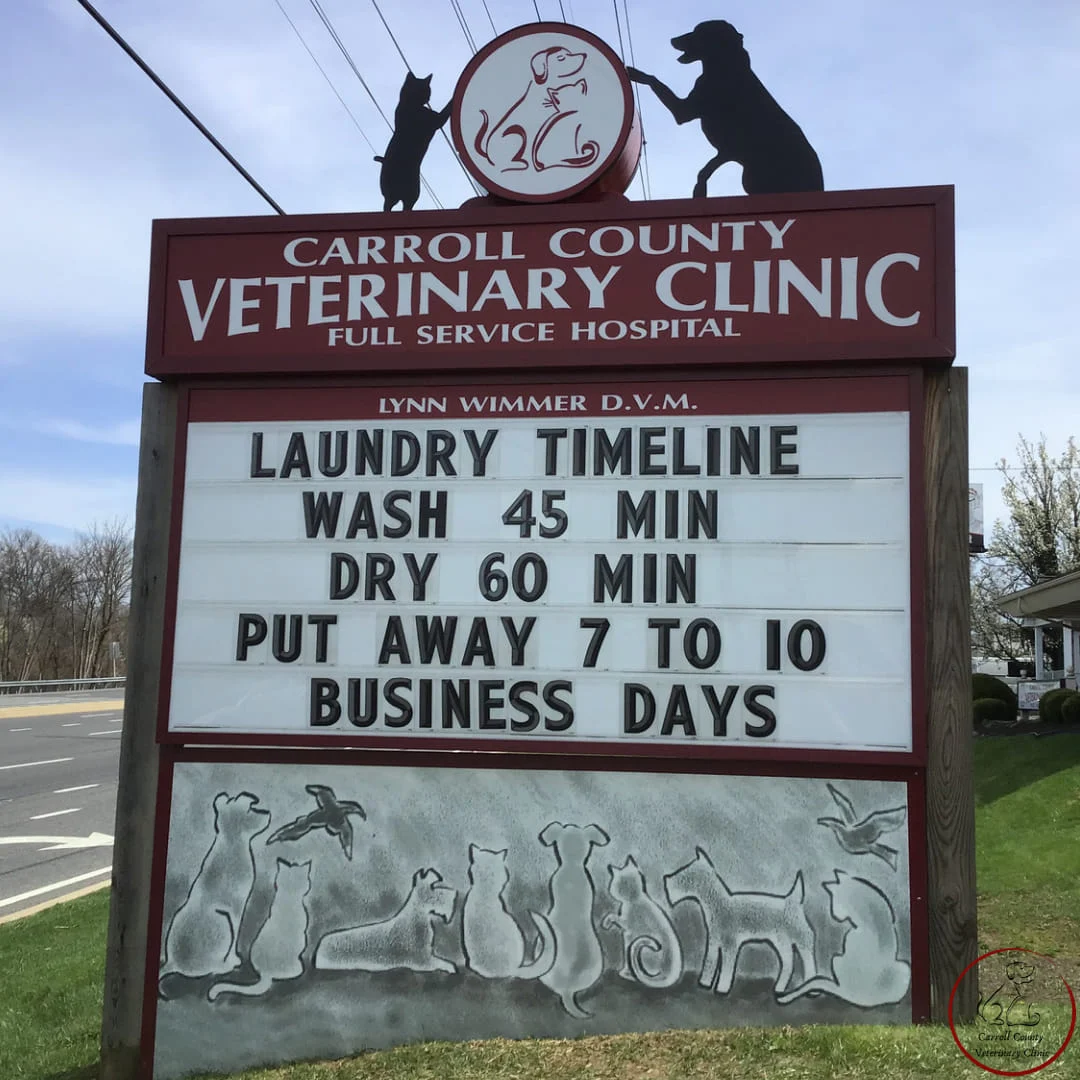 CARROLL COUNTY
VETERINARY CLINIC
FULL SERVICE HOSPITAL
LYNN WIMMER D.V.M.
LAUNDRY TIMELINE
WASH 45 MIN
DRY 60 MIN
PUT AWAY 7 TO 10
BUSINESS DAYS
Carroll County
Veterinary Clinic